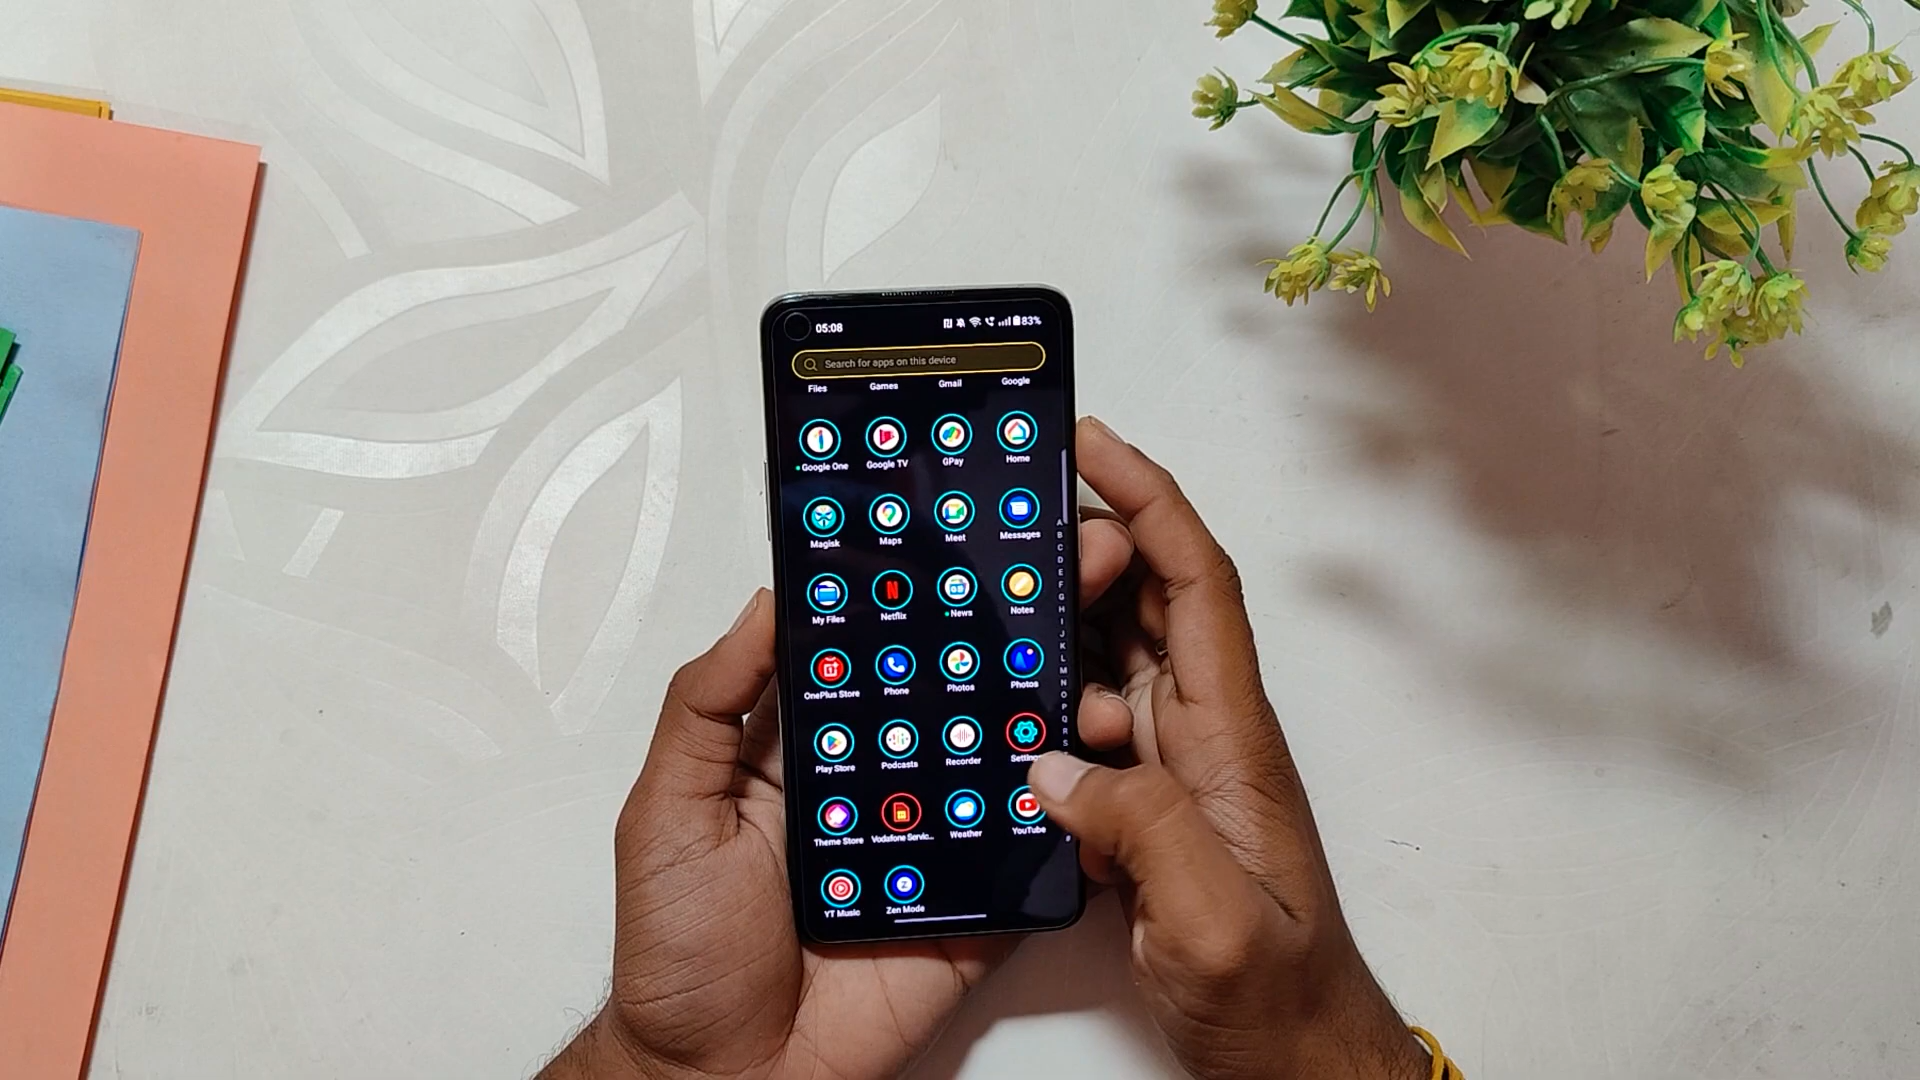 05:08 83%
Search for apps on this device
Files Games Gmail Google
Google One Google TV GPay Home
Magisk Maps Meet Messages
My Files Netflix News Notes
OnePlus Store Phone Photos Photos
Play Store Podcasts Recorder Settings
Theme Store Vodafone Servic... Weather YouTube
YT Music Zen Mode
A
B
C
D
E
F
G
H
I
J
K
L
M
N
O
P
Q
R
S
#